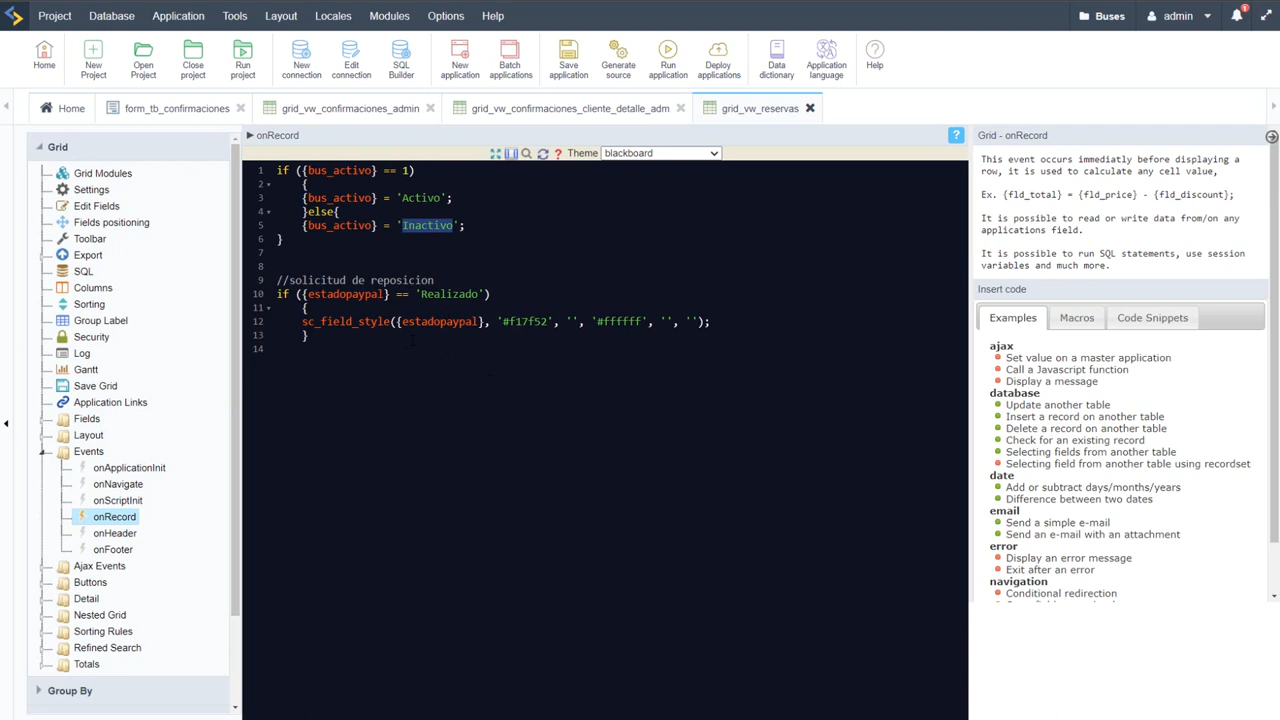 Project Database Application Tools Layout Locales Modules Options Help Buses admin 1
Home New Project Open Project Close project Run project New connection Edit connection SQL Builder New application Batch applications Save application Generate source Run application Deploy applications Data dictionary Application language Help
Home form_tb_confirmaciones grid_vw_confirmaciones_admin grid_vw_confirmaciones_cliente_detalle_adm grid_vw_reservas
Grid
Grid Modules
Settings
Edit Fields
Fields positioning
Toolbar
Export
SQL
Columns
Sorting
Group Label
Security
Log
Gantt
Save Grid
Application Links
Fields
Layout
Events
onApplicationInit
onNavigate
onScriptInit
onRecord
onHeader
onFooter
Ajax Events
Buttons
Detail
Nested Grid
Sorting Rules
Refined Search
Totals
Group By
onRecord ?
? Theme blackboard
1 if ({bus_activo} == 1)
2 {
3 {bus_activo} = 'Activo';
4 }else{
5 {bus_activo} = 'Inactivo';
6 }
7
8
9 //solicitud de reposicion
10 if ({estadopaypal} == 'Realizado')
11 {
12 sc_field_style({estadopaypal}, '#f17f52', '', '#ffffff', '', '');
13 }
14
Grid - onRecord
This event occurs immediatly before displaying a
row, it is used to calculate any cell value,
Ex. {fld_total} = {fld_price} - {fld_discount};
It is possible to read or write data from/on any
applications field.
It is possible to run SQL statements, use session
variables and much more.
Insert code
Examples Macros Code Snippets
ajax
Set value on a master application
Call a Javascript function
Display a message
database
Update another table
Insert a record on another table
Delete a record on another table
Check for an existing record
Selecting fields from another table
Selecting field from another table using recordset
date
Add or subtract days/months/years
Difference between two dates
email
Send a simple e-mail
Send an e-mail with an attachment
error
Display an error message
Exit after an error
navigation
Conditional redirection